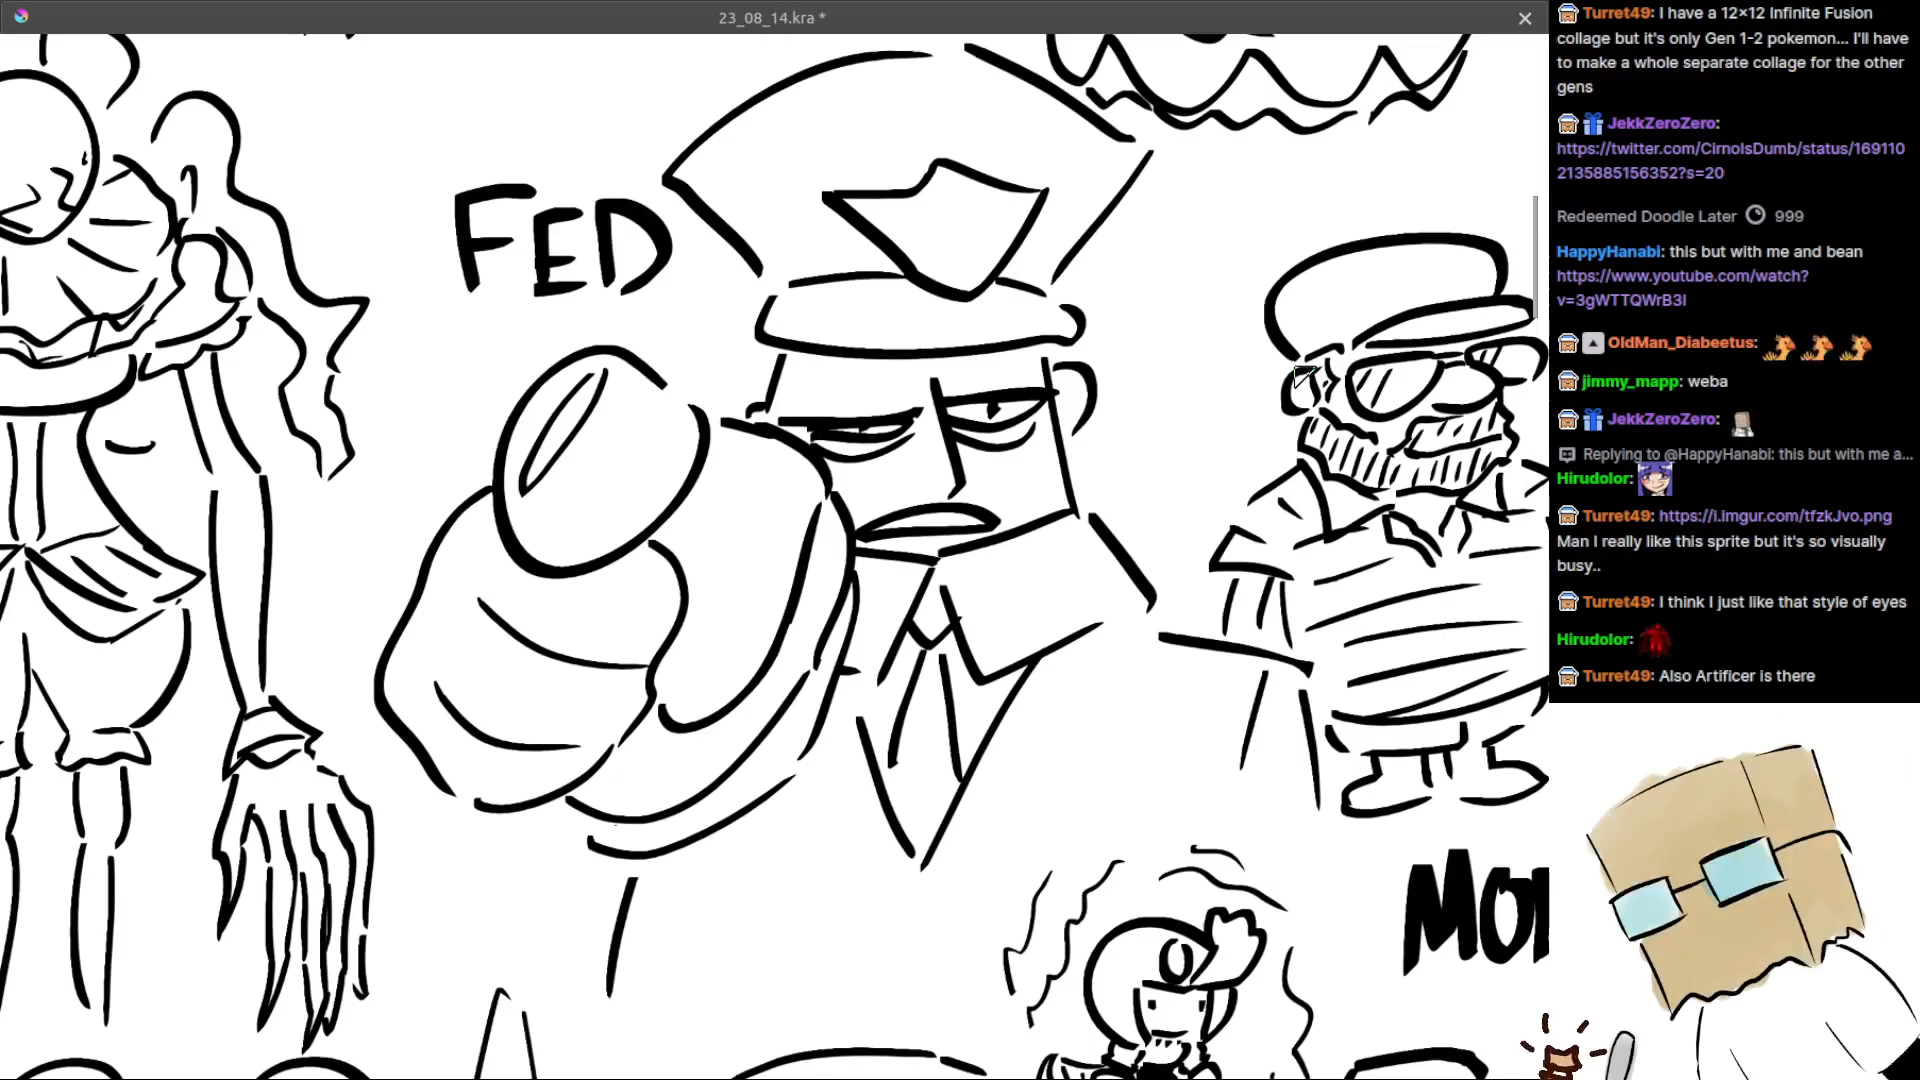 23_08_14.kra *
FED
Turret49: I have a 12×12 Infinite Fusion
collage but it's only Gen 1-2 pokemon... I'll have
to make a whole separate collage for the other
gens
JekkZeroZero:
https://twitter.com/CirnoIsDumb/status/169110
2135885156352?s=20
Redeemed Doodle Later 999
HappyHanabi: this but with me and bean
https://www.youtube.com/watch?
v=3gWTTQWrB3I
OldMan_Diabeetus:
jimmy_mapp: weba
JekkZeroZero:
Replying to @HappyHanabi: this but with me a...
Hirudolor:
Turret49: https://i.imgur.com/tfzkJvo.png
Man I really like this sprite but it's so visually
busy..
Turret49: I think I just like that style of eyes
Hirudolor:
Turret49: Also Artificer is there